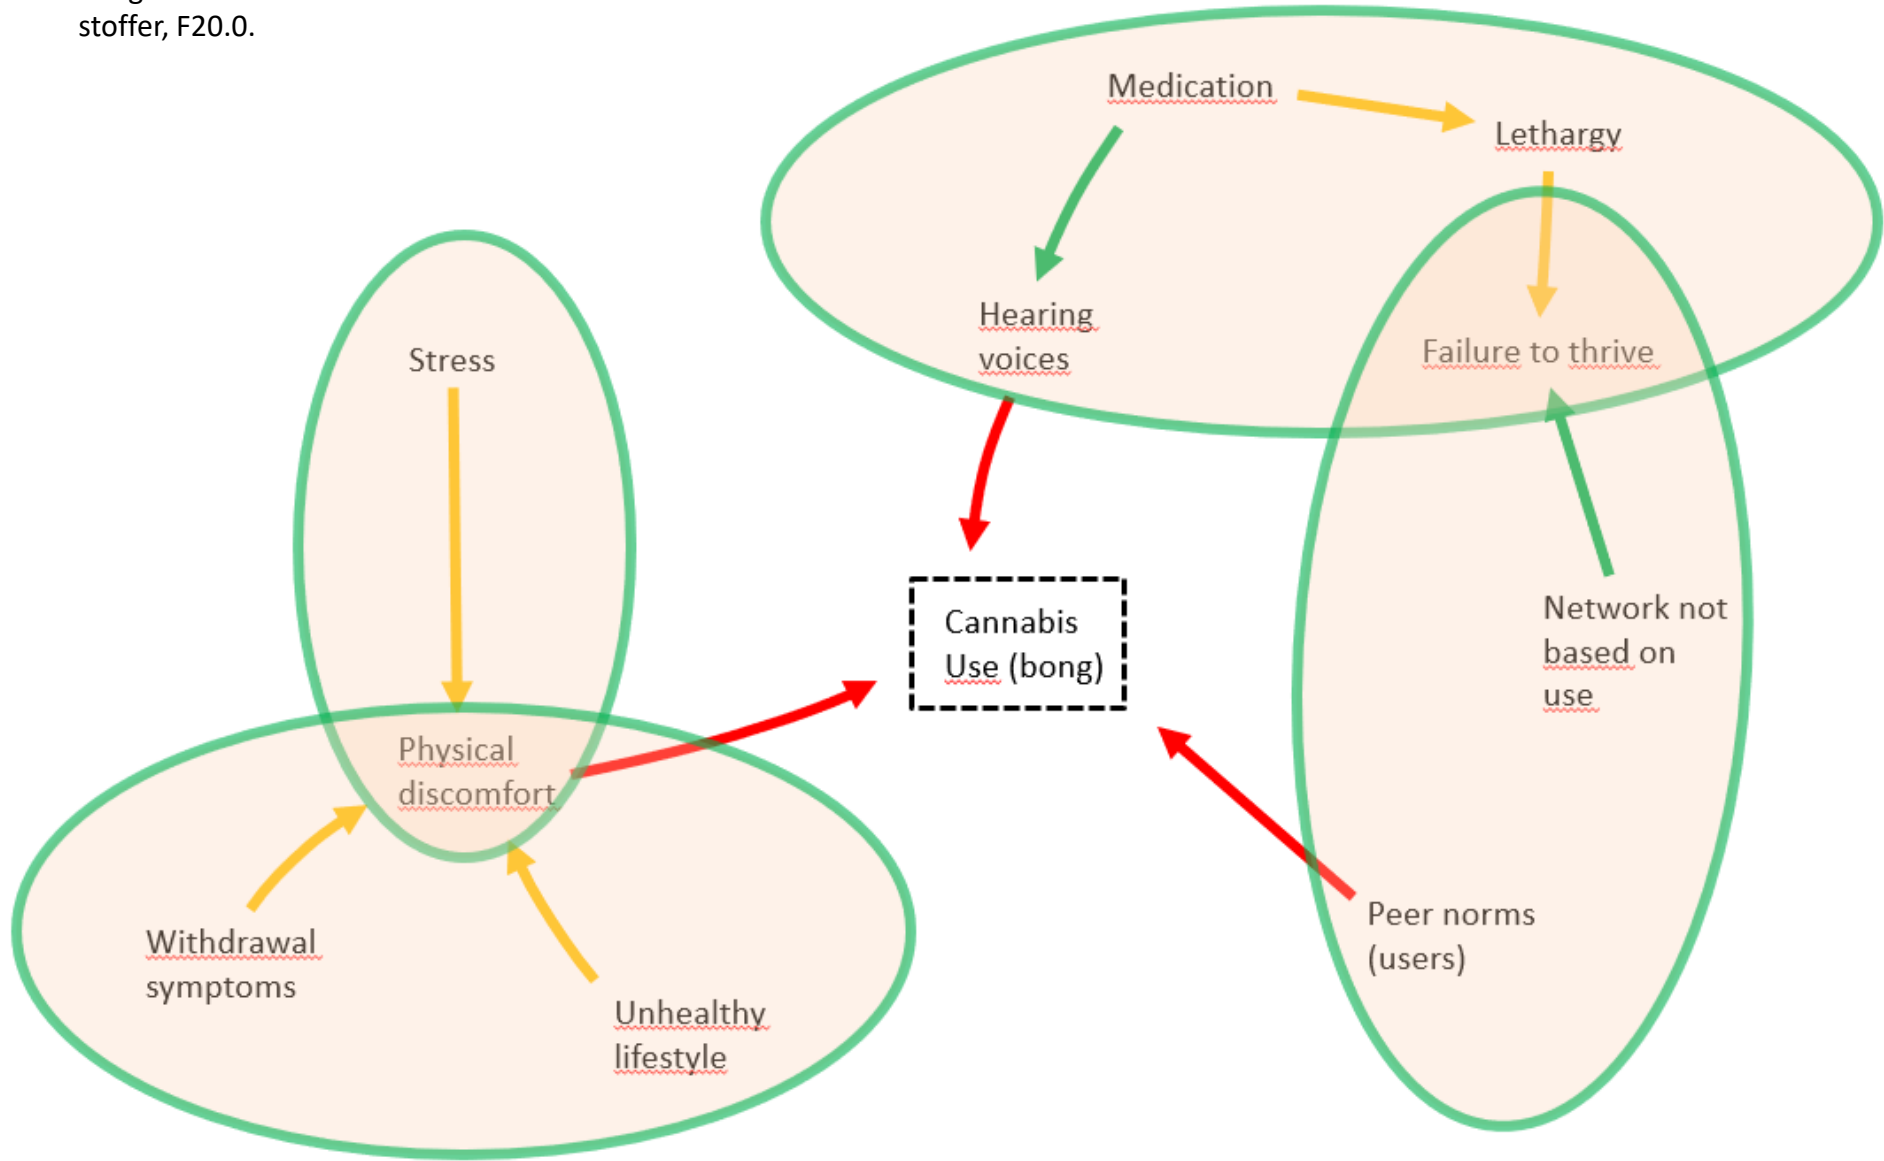 stoffer, F20.0.
Medication
Lethargy
Hearing
voices
Failure to thrive
Stress
Cannabis
Use (bong)
Network not
based on
use
Physical
discomfort
Peer norms
(users)
Withdrawal
symptoms
Unhealthy
lifestyle